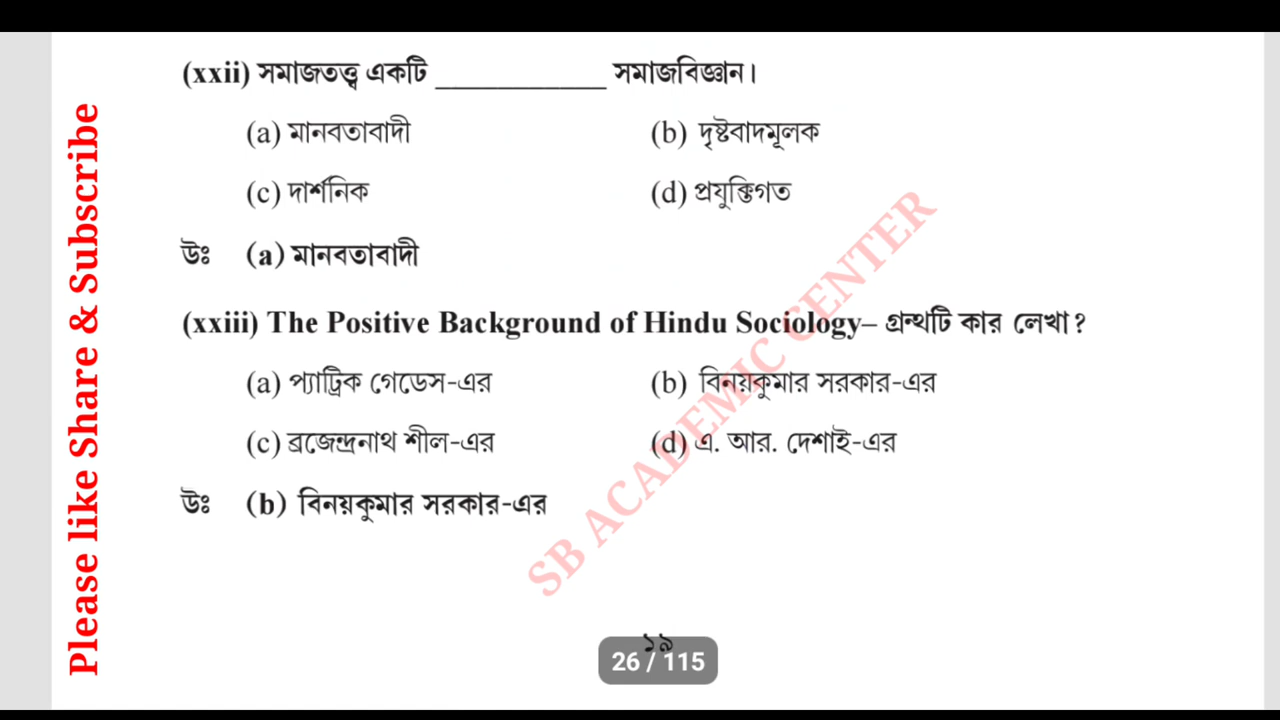 Please like Share & Subscribe
(xxii) সমাজতত্ত্ব একটি ____________ সমাজবিজ্ঞান।
(a) মানবতাবাদী (b) দৃষ্টবাদমূলক
(c) দার্শনিক (d) প্রযুক্তিগত
উঃ (a) মানবতাবাদী
(xxiii) The Positive Background of Hindu Sociology– গ্রন্থটি কার লেখা?
(a) প্যাট্রিক গেডেস-এর (b) বিনয়কুমার সরকার-এর
(c) ব্রজেন্দ্রনাথ শীল-এর (d) এ. আর. দেশাই-এর
উঃ (b) বিনয়কুমার সরকার-এর
SB ACADEMIC CENTER
১৯
26 / 115